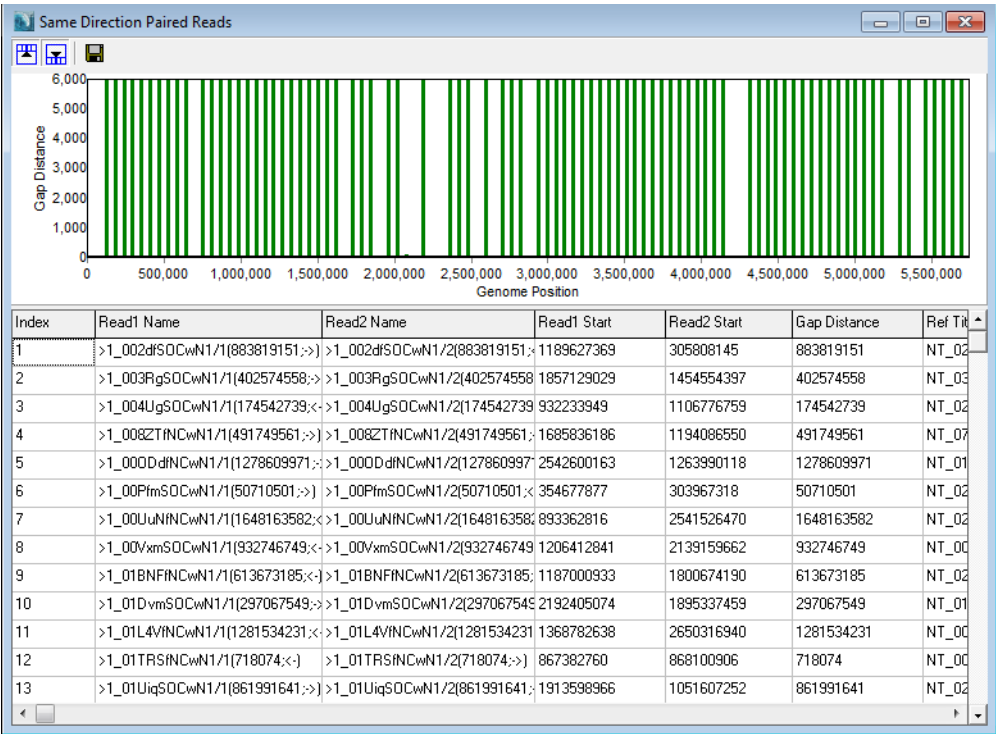 Same Direction Paired Reads
6,000
5,000
4,000
3,000
2,000
1,000
0
Gap Distance
0 500,000 1,000,000 1,500,000 2,000,000 2,500,000 3,000,000 3,500,000 4,000,000 4,500,000 5,000,000 5,500,000
Genome Position
Index Read1 Name Read2 Name Read1 Start Read2 Start Gap Distance Ref Tit
1 >1_002dfSOCwN1/1(883819151;->) >1_002dfSOCwN1/2(883819151;< 1189627369 305808145 883819151 NT_02
2 >1_003RgSOCwN1/1(402574558;-> >1_003RgSOCwN1/2(402574558 1857129029 1454554397 402574558 NT_03
3 >1_004UgSOCwN1/1(174542739;<- >1_004UgSOCwN1/2(174542739 932233949 1106776759 174542739 NT_02
4 >1_008ZTfNCwN1/1(491749561;->) >1_008ZTfNCwN1/2(491749561;- 1685836186 1194086550 491749561 NT_07
5 >1_00ODdfNCwN1/1(1278609971;-: >1_00ODdfNCwN1/2(127860997 2542600163 1263990118 1278609971 NT_01
6 >1_00PfmSOCwN1/1(50710501;->) >1_00PfmSOCwN1/2(50710501;< 354677877 303967318 50710501 NT_02
7 >1_00UuNfNCwN1/1(1648163582;< >1_00UuNfNCwN1/2(1648163582 893362816 2541526470 1648163582 NT_02
8 >1_00VxmSOCwN1/1(932746749;<- >1_00VxmSOCwN1/2(932746749 1206412841 2139159662 932746749 NT_00
9 >1_01BNFfNCwN1/1(613673185;<-) >1_01BNFfNCwN1/2(613673185; 1187000933 1800674190 613673185 NT_02
10 >1_01DvmSOCwN1/1(297067549;-> >1_01DvmSOCwN1/2(297067549 2192405074 1895337459 297067549 NT_01
11 >1_01L4VfNCwN1/1(1281534231;< >1_01L4VfNCwN1/2(1281534231 1368782638 2650316940 1281534231 NT_00
12 >1_01TRSfNCwN1/1(718074;<-) >1_01TRSfNCwN1/2(718074;->) 867382760 868100906 718074 NT_00
13 >1_01UiqSOCwN1/1(861991641;->) >1_01UiqSOCwN1/2(861991641;- 1913598966 1051607252 861991641 NT_02